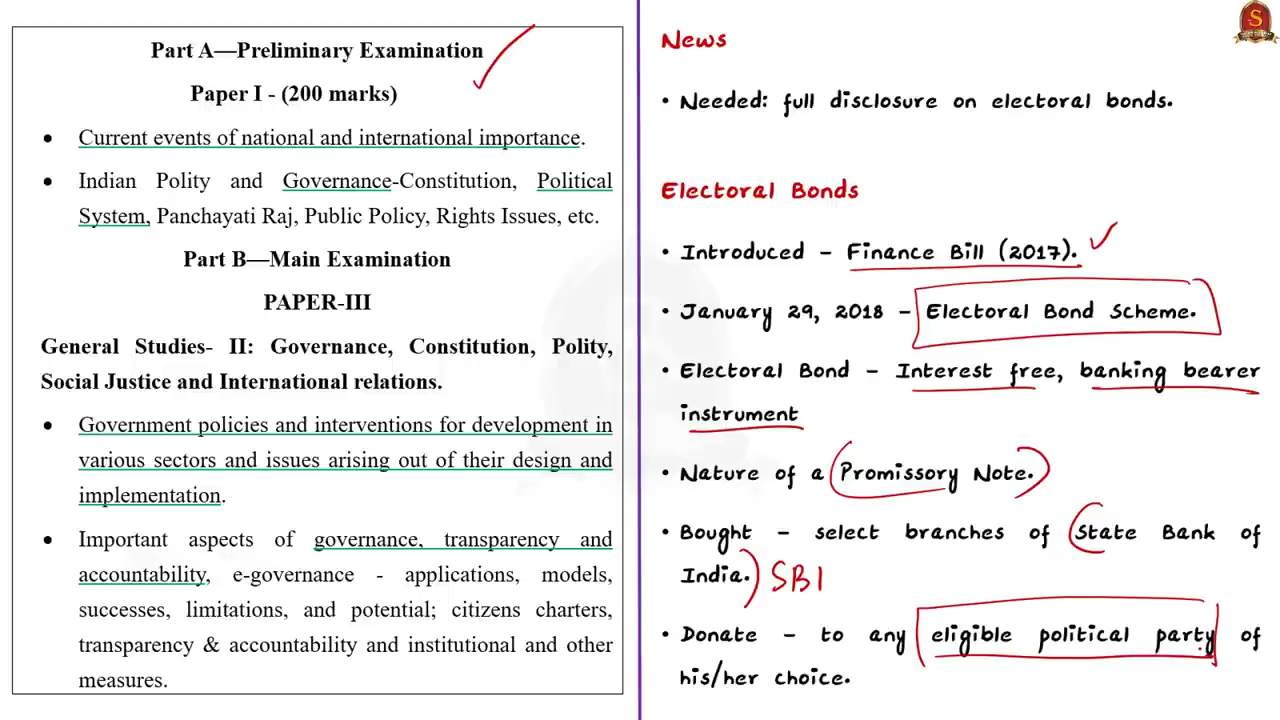 Part A—Preliminary Examination
Paper I - (200 marks)
• Current events of national and international importance.
• Indian Polity and Governance-Constitution, Political
System, Panchayati Raj, Public Policy, Rights Issues, etc.
Part B—Main Examination
PAPER-III
General Studies- II: Governance, Constitution, Polity,
Social Justice and International relations.
• Government policies and interventions for development in
various sectors and issues arising out of their design and
implementation.
• Important aspects of governance, transparency and
accountability, e-governance - applications, models,
successes, limitations, and potential; citizens charters,
transparency & accountability and institutional and other
measures.
News
• Needed: full disclosure on electoral bonds.
Electoral Bonds
• Introduced – Finance Bill (2017).
• January 29, 2018 – Electoral Bond Scheme.
• Electoral Bond – Interest free, banking bearer
instrument
• Nature of a Promissory Note.
• Bought – select branches of State Bank of
India. SBI
• Donate – to any eligible political party of
his/her choice.
S